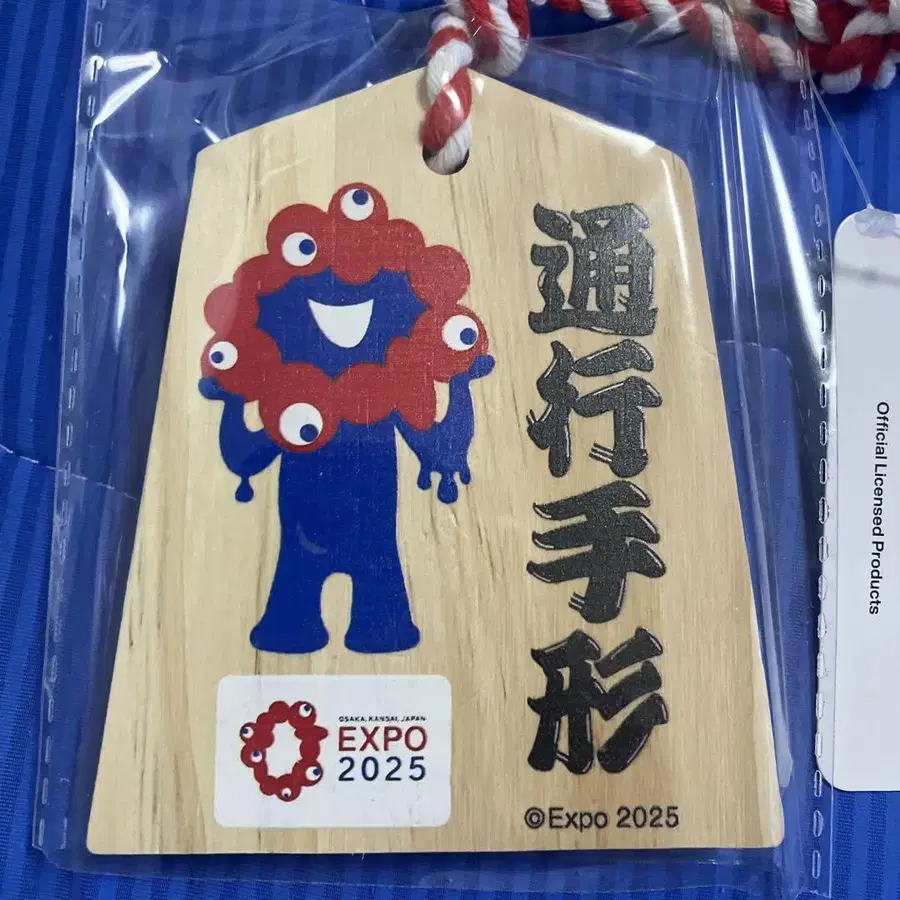 通行手形
OSAKA, KANSAI, JAPAN
EXPO
2025
©Expo 2025
Official Licensed Products